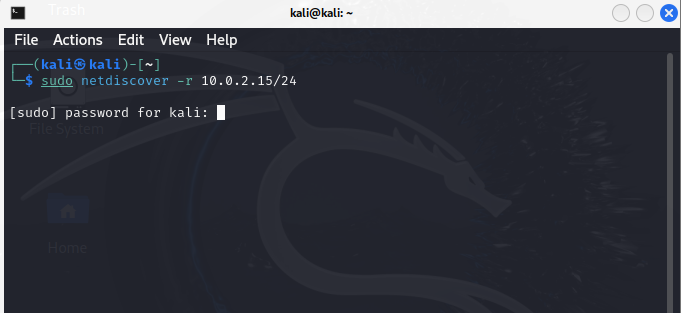 Trash
kali@kali: ~
File Actions Edit View Help
┌──(kali㉿kali)-[~]
└─$ sudo netdiscover -r 10.0.2.15/24
[sudo] password for kali:
File System
Home